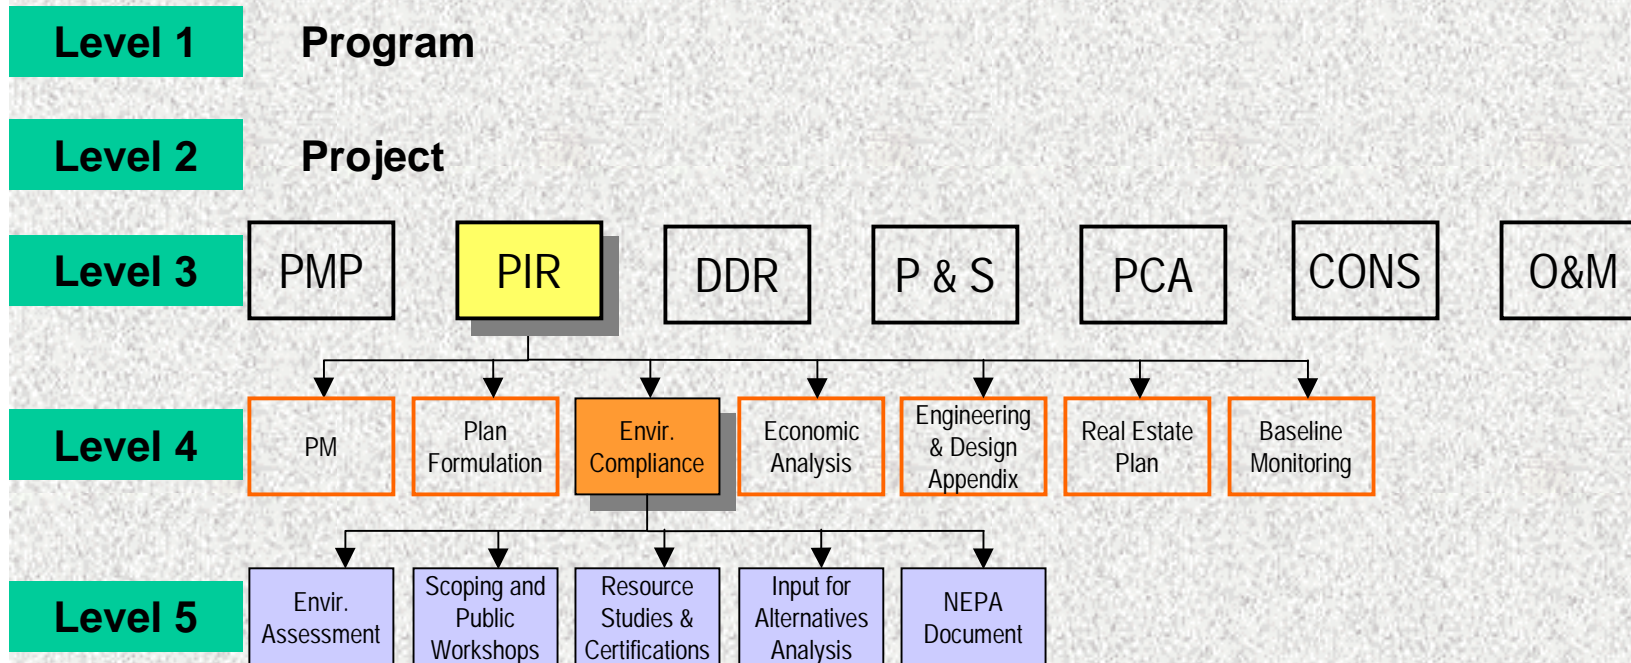 Level 1 Program
Level 2 Project
Level 3 PMP PIR DDR P & S PCA CONS O&M
Level 4
PM
Plan
Formulation
Envir.
Compliance
Economic
Analysis
Engineering
& Design
Appendix
Real Estate
Plan
Baseline
Monitoring
Level 5
Envir.
Assessment
Scoping and
Public
Workshops
Resource
Studies &
Certifications
Input for
Alternatives
Analysis
NEPA
Document